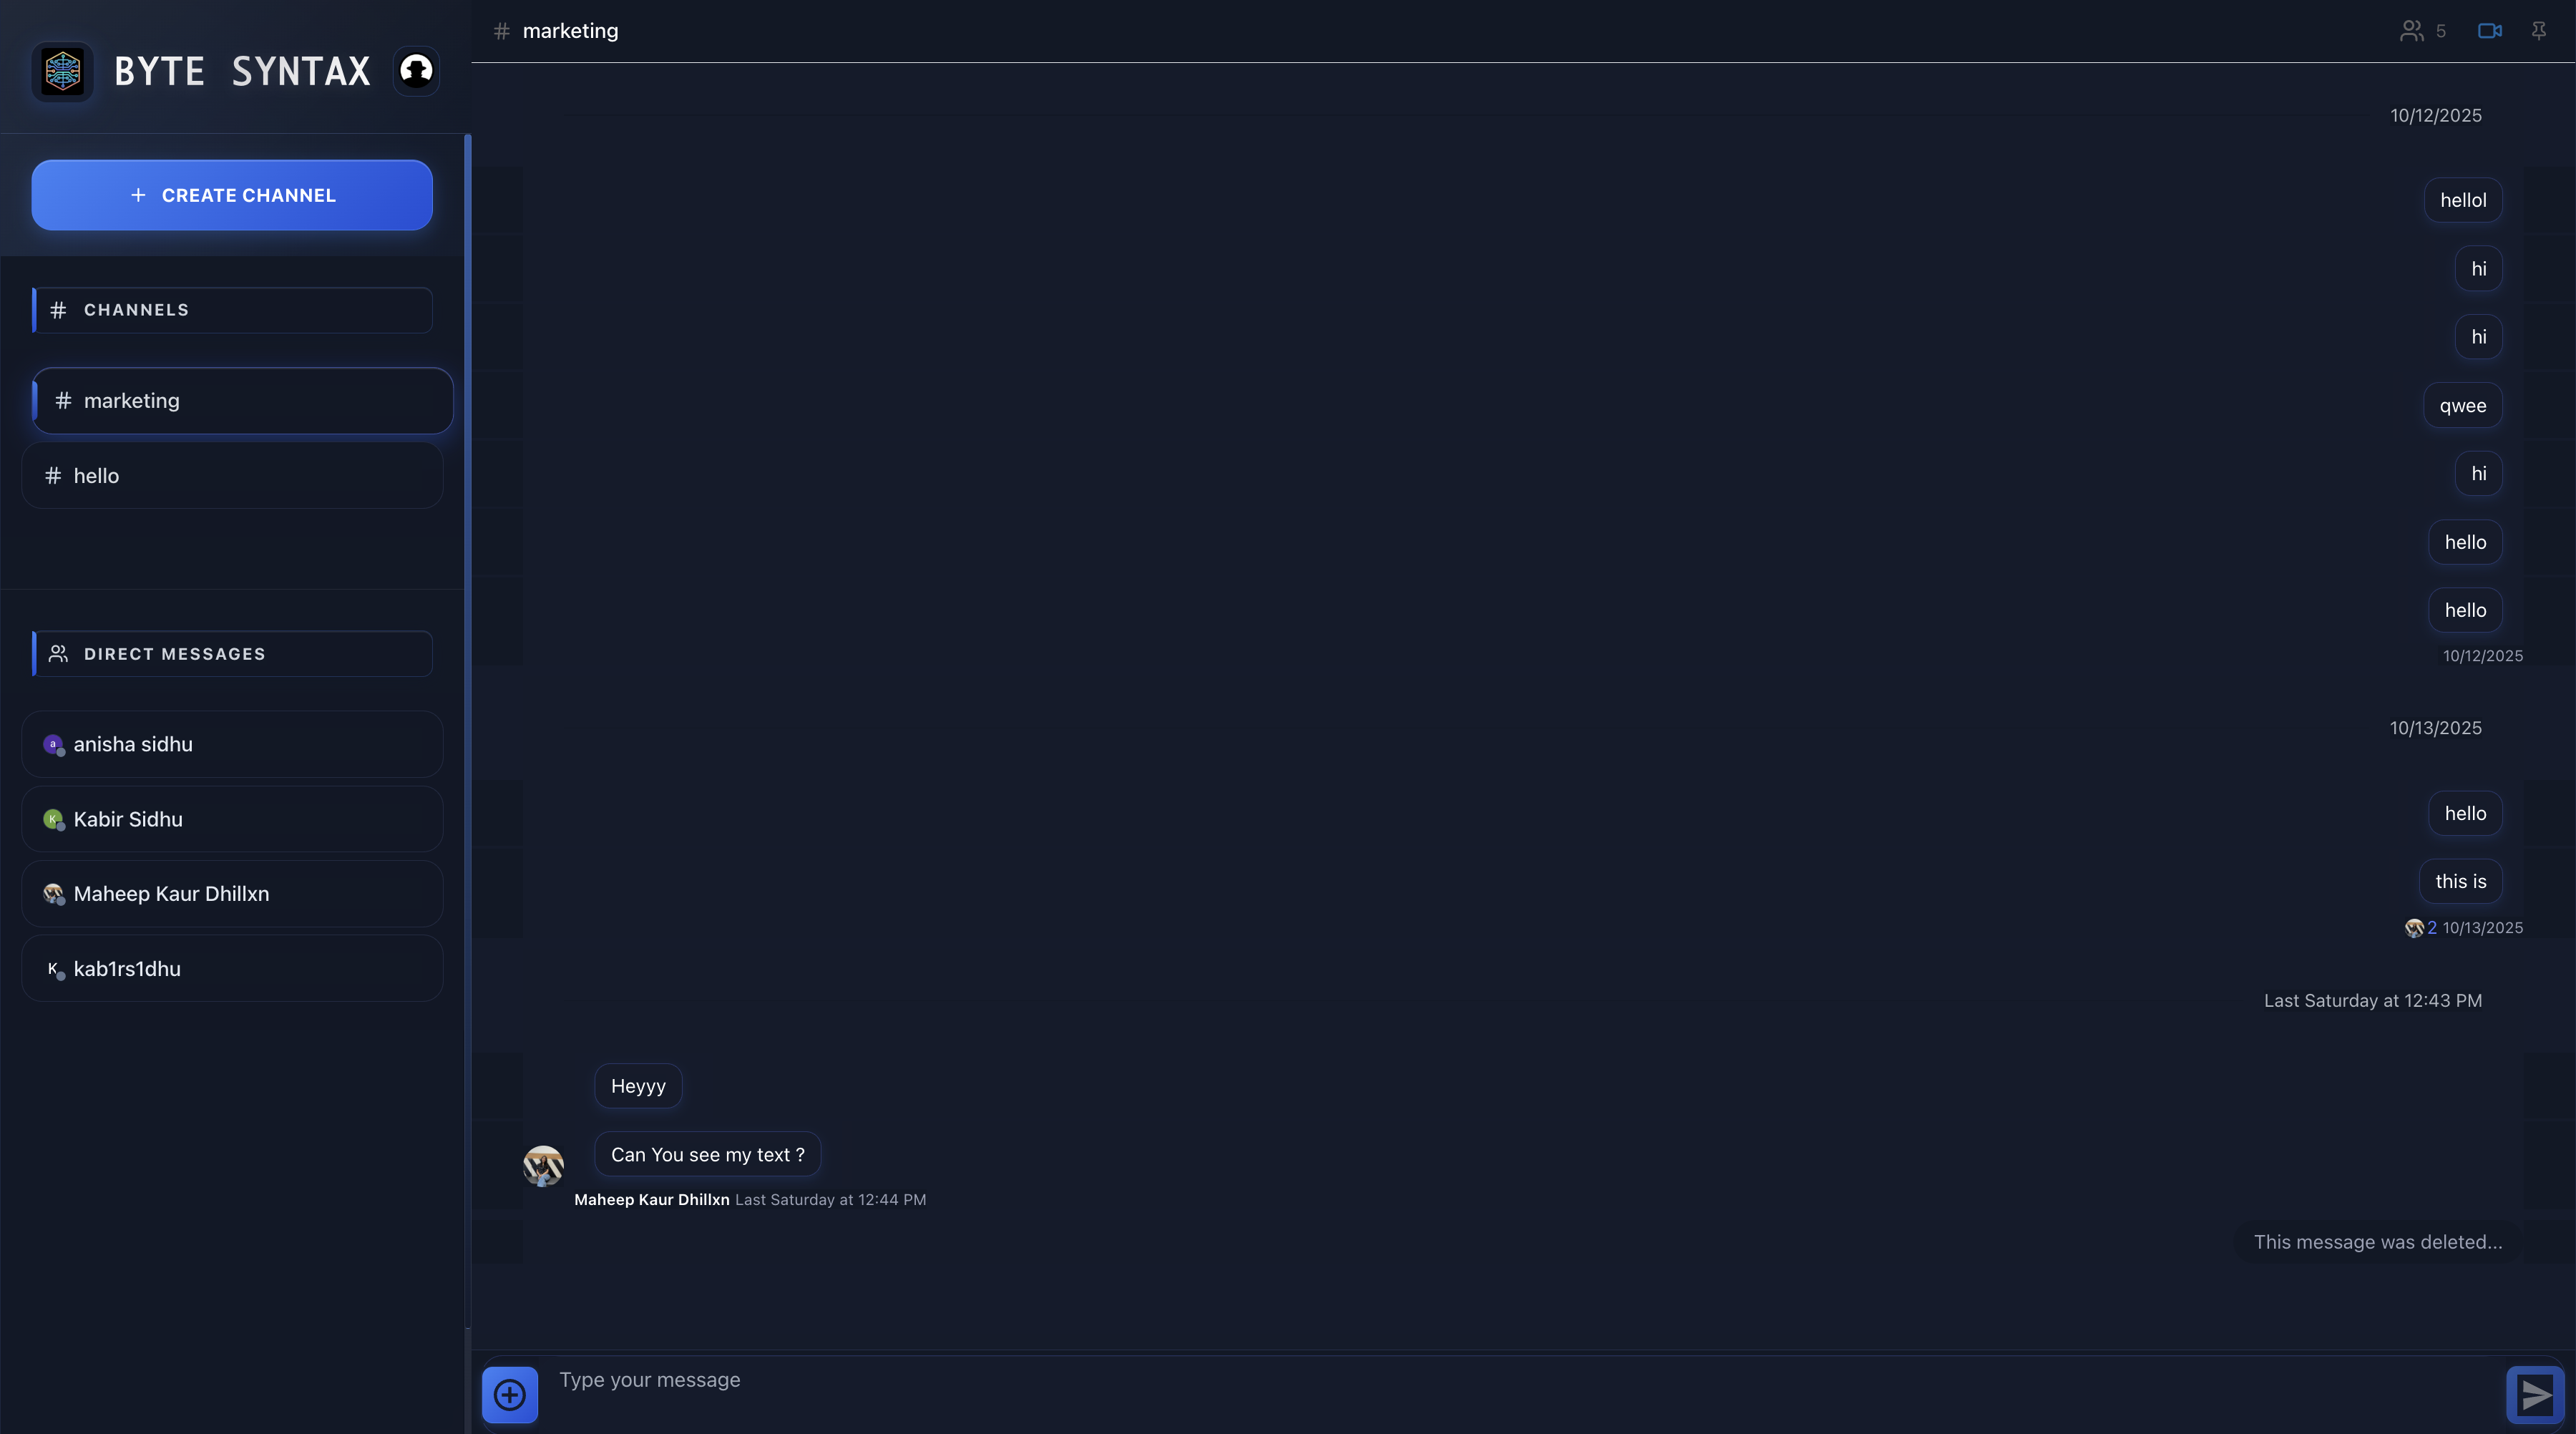 BYTE SYNTAX
+ CREATE CHANNEL
# CHANNELS
# marketing
# hello
DIRECT MESSAGES
a anisha sidhu
K Kabir Sidhu
Maheep Kaur Dhillxn
K kab1rs1dhu
# marketing
5
10/12/2025
hellol
hi
hi
qwee
hi
hello
hello
10/12/2025
10/13/2025
hello
this is
2 10/13/2025
Last Saturday at 12:43 PM
Heyyy
Can You see my text ?
Maheep Kaur Dhillxn Last Saturday at 12:44 PM
This message was deleted...
Type your message